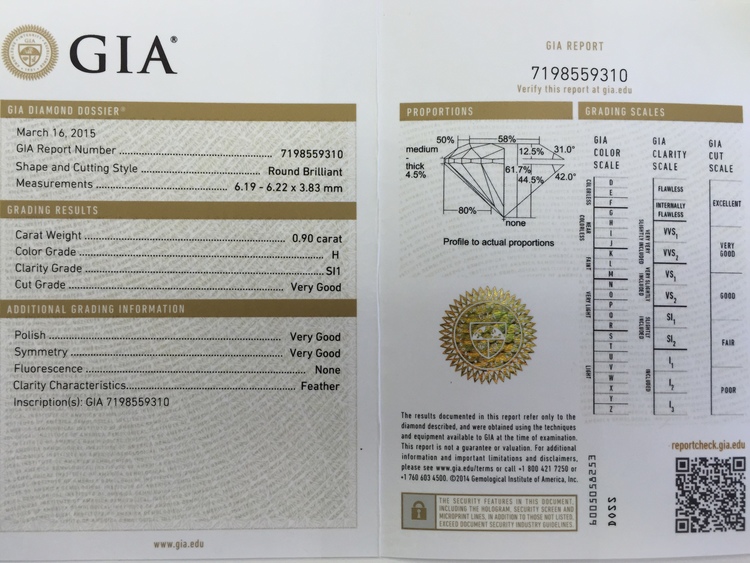 GIA®
GIA DIAMOND DOSSIER®
March 16, 2015
GIA Report Number 7198559310
Shape and Cutting Style Round Brilliant
Measurements 6.19 - 6.22 x 3.83 mm
GRADING RESULTS
Carat Weight 0.90 carat
Color Grade H
Clarity Grade SI1
Cut Grade Very Good
ADDITIONAL GRADING INFORMATION
Polish Very Good
Symmetry Very Good
Fluorescence None
Clarity Characteristics Feather
Inscription(s): GIA 7198559310
www.gia.edu
GIA REPORT
7198559310
Verify this report at gia.edu
PROPORTIONS
50%
58%
medium
-
thick
4.5%
12.5%
31.0°
61.7%
44.5%
42.0°
80%
none
Profile to actual proportions
The results documented in this report refer only to the
diamond described, and were obtained using the techniques
and equipment available to GIA at the time of examination.
This report is not a guarantee or valuation. For additional
information and important limitations and disclaimers,
please see www.gia.edu/terms or call +1 800 421 7250 or
+1 760 603 4500. ©2014 Gemological Institute of America, Inc.
THE SECURITY FEATURES IN THIS DOCUMENT,
INCLUDING THE HOLOGRAM, SECURITY SCREEN AND
MICROPRINT LINES, IN ADDITION TO THOSE NOT LISTED,
EXCEED DOCUMENT SECURITY INDUSTRY GUIDELINES.
GRADING SCALES
GIA
COLOR
SCALE
COLORLESS
D
E
F
NEAR COLORLESS
G
H
I
J
FAINT
K
L
M
VERY LIGHT
N
O
P
Q
R
LIGHT
S
T
U
V
W
X
Y
Z
GIA
CLARITY
SCALE
FLAWLESS
INTERNALLY
FLAWLESS
VERY VERY SLIGHTLY INCLUDED
VVS1
VVS2
VERY SLIGHTLY INCLUDED
VS1
VS2
SLIGHTLY INCLUDED
SI1
SI2
INCLUDED
I1
I2
I3
GIA
CUT
SCALE
EXCELLENT
VERY
GOOD
GOOD
FAIR
POOR
reportcheck.gia.edu